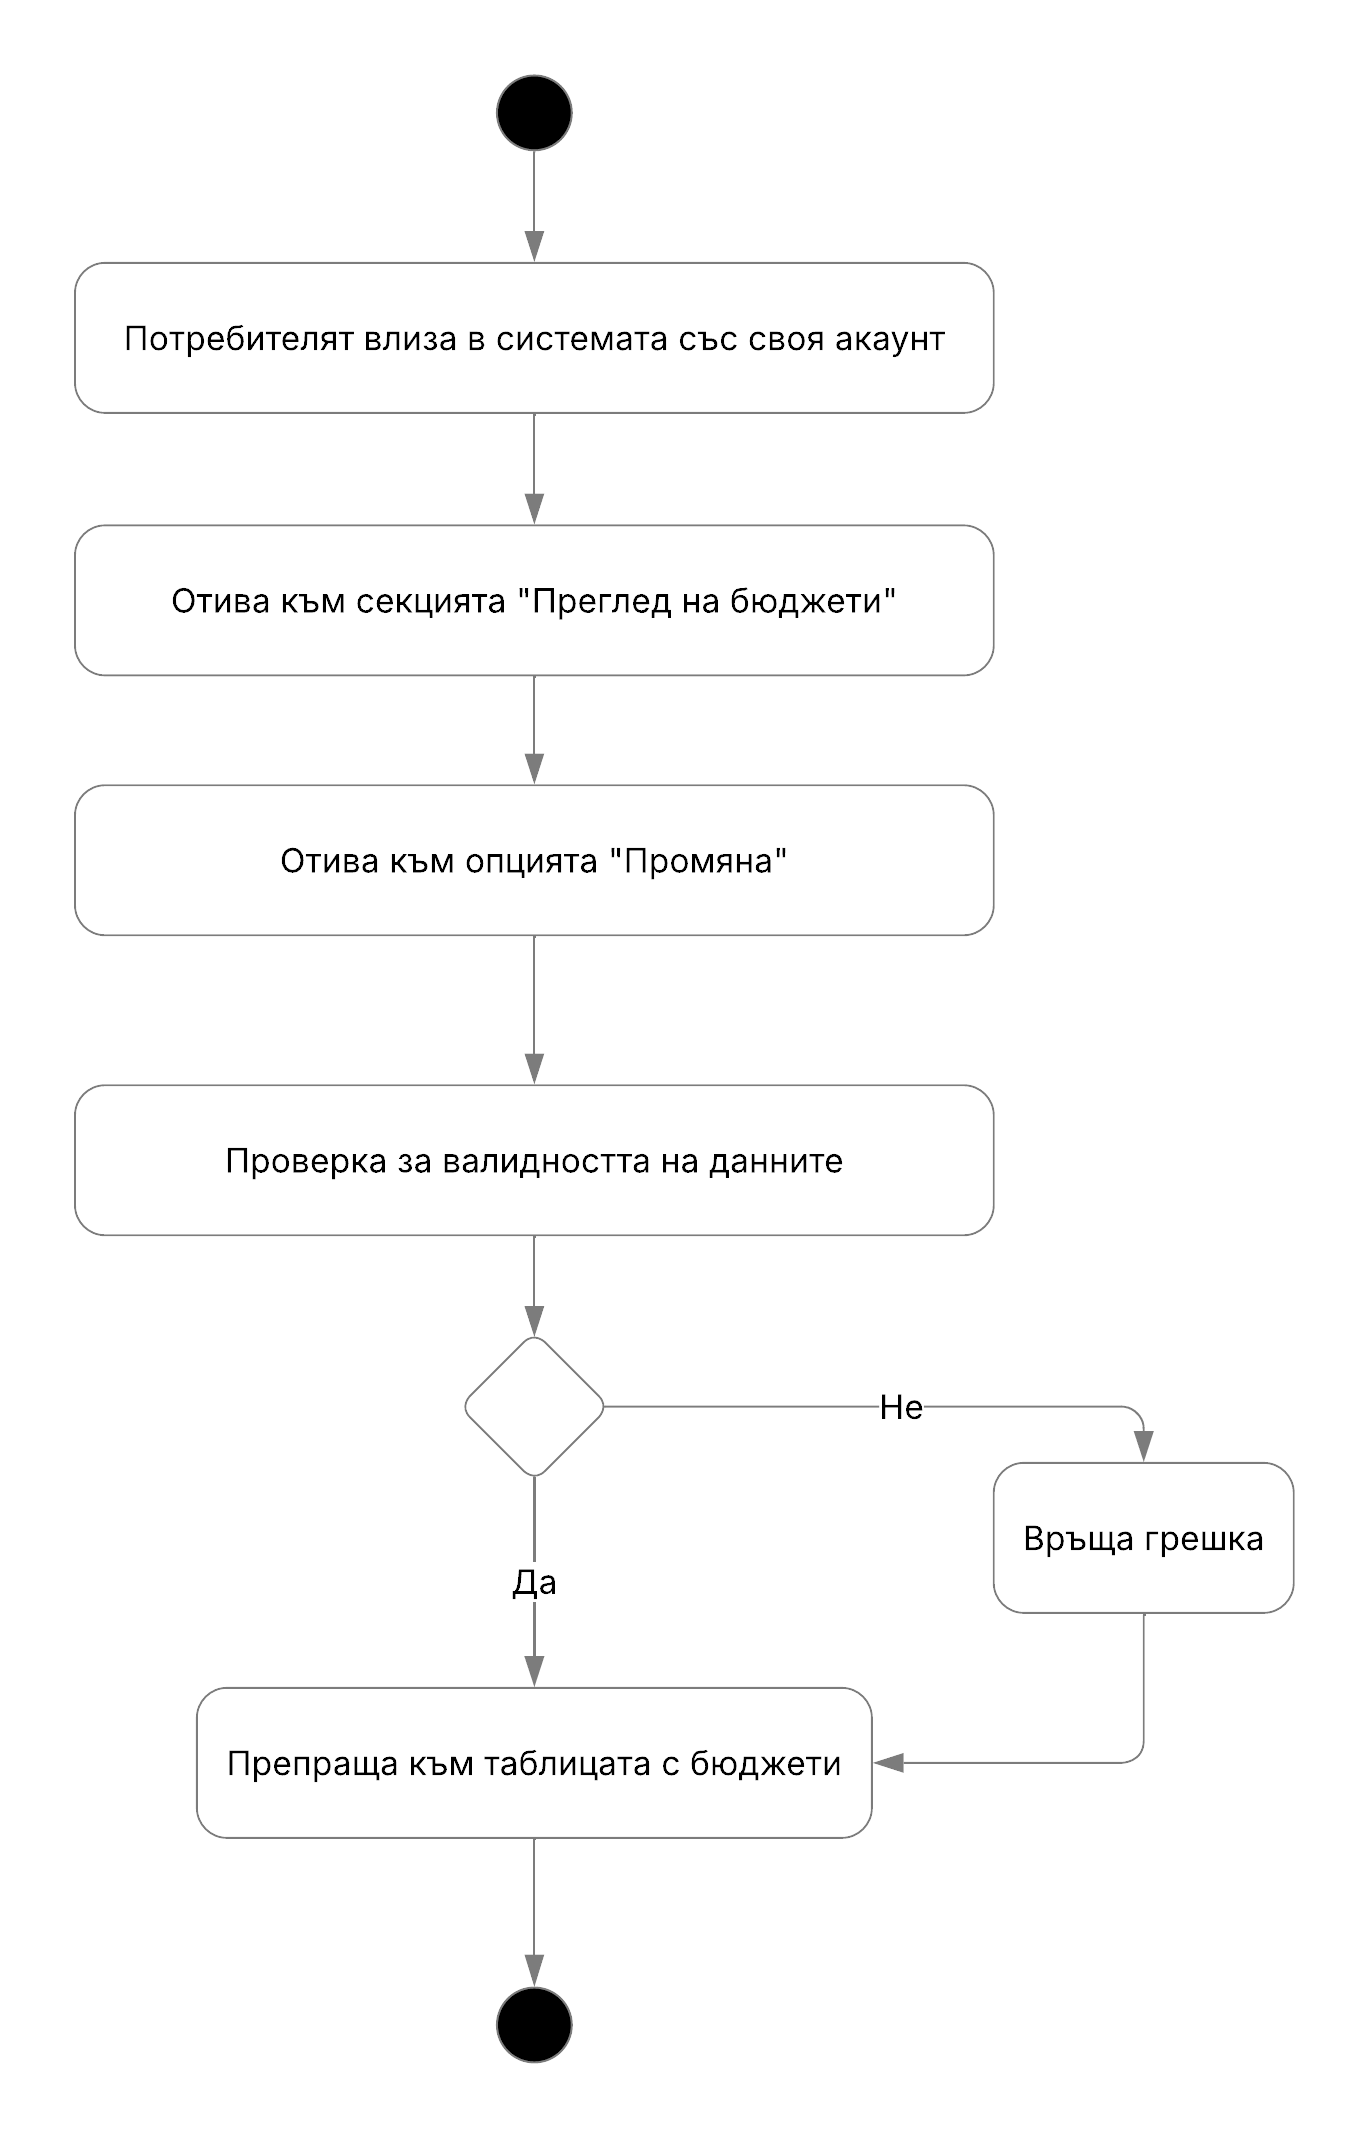 Потребителят влиза в системата със своя акаунт
Отива към секцията "Преглед на бюджети"
Отива към опцията "Промяна"
Проверка за валидността на данните
Не
Връща грешка
Да
Препраща към таблицата с бюджети